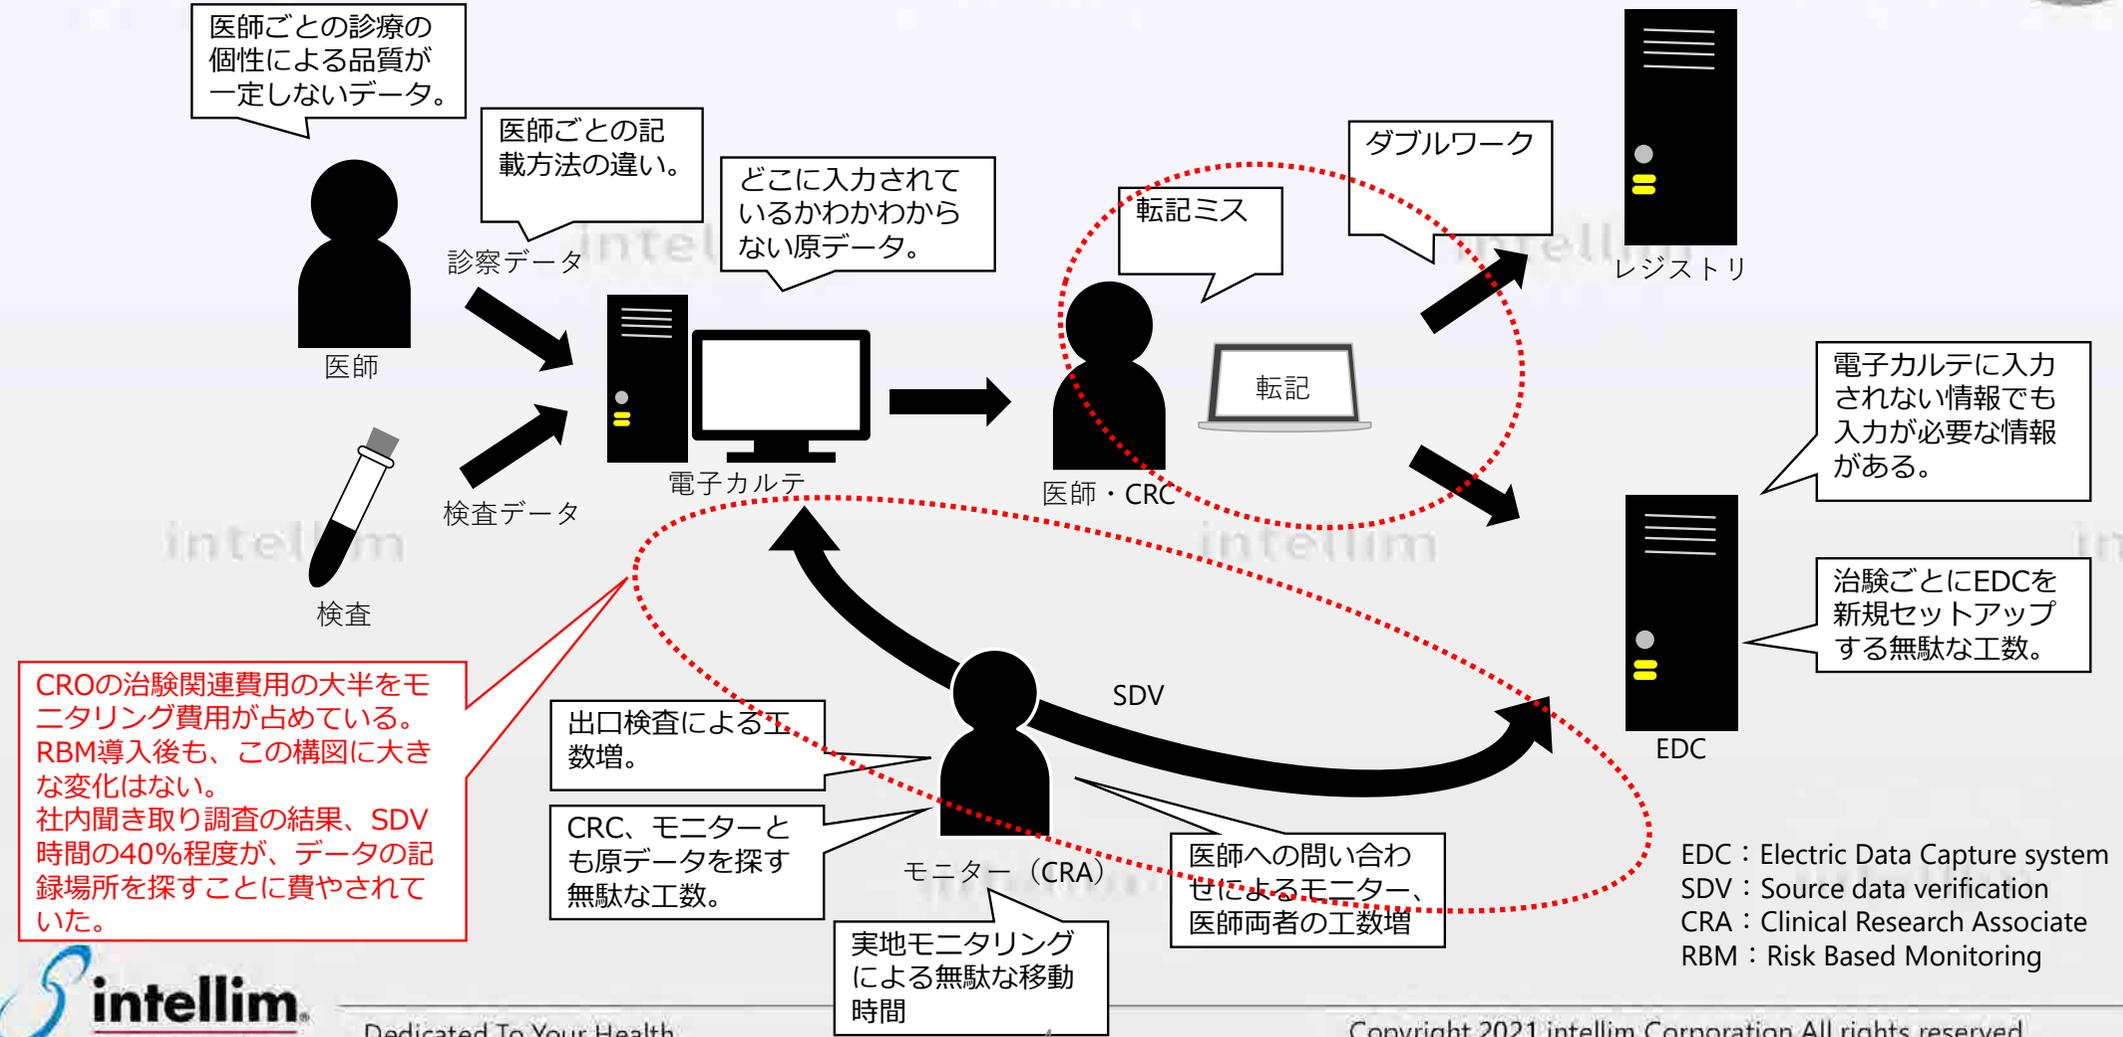 医師ごとの診療の
個性による品質が
一定しないデータ。
医師ごとの記
載方法の違い。
どこに入力されて
いるかわかわから
ない原データ。
転記ミス
ダブルワーク
診察データ
レジストリ
医師
転記
電子カルテに入力
されない情報でも
入力が必要な情報
がある。
電子カルテ
医師・CRC
検査データ
検査
治験ごとにEDCを
新規セットアップ
する無駄な工数。
CROの治験関連費用の大半をモ
ニタリング費用が占めている。
RBM導入後も、この構図に大き
な変化はない。
社内聞き取り調査の結果、SDV
時間の40%程度が、データの記
録場所を探すことに費やされて
いた。
SDV
出口検査による工
数増。
EDC
CRC、モニターと
も原データを探す
無駄な工数。
モニター（CRA）
医師への問い合わ
せによるモニター、
医師両者の工数増
実地モニタリング
による無駄な移動
時間
EDC：Electric Data Capture system
SDV：Source data verification
CRA：Clinical Research Associate
RBM：Risk Based Monitoring
intellim
Dedicated To Your Health
Copyright 2021 intellim Corporation All rights reserved